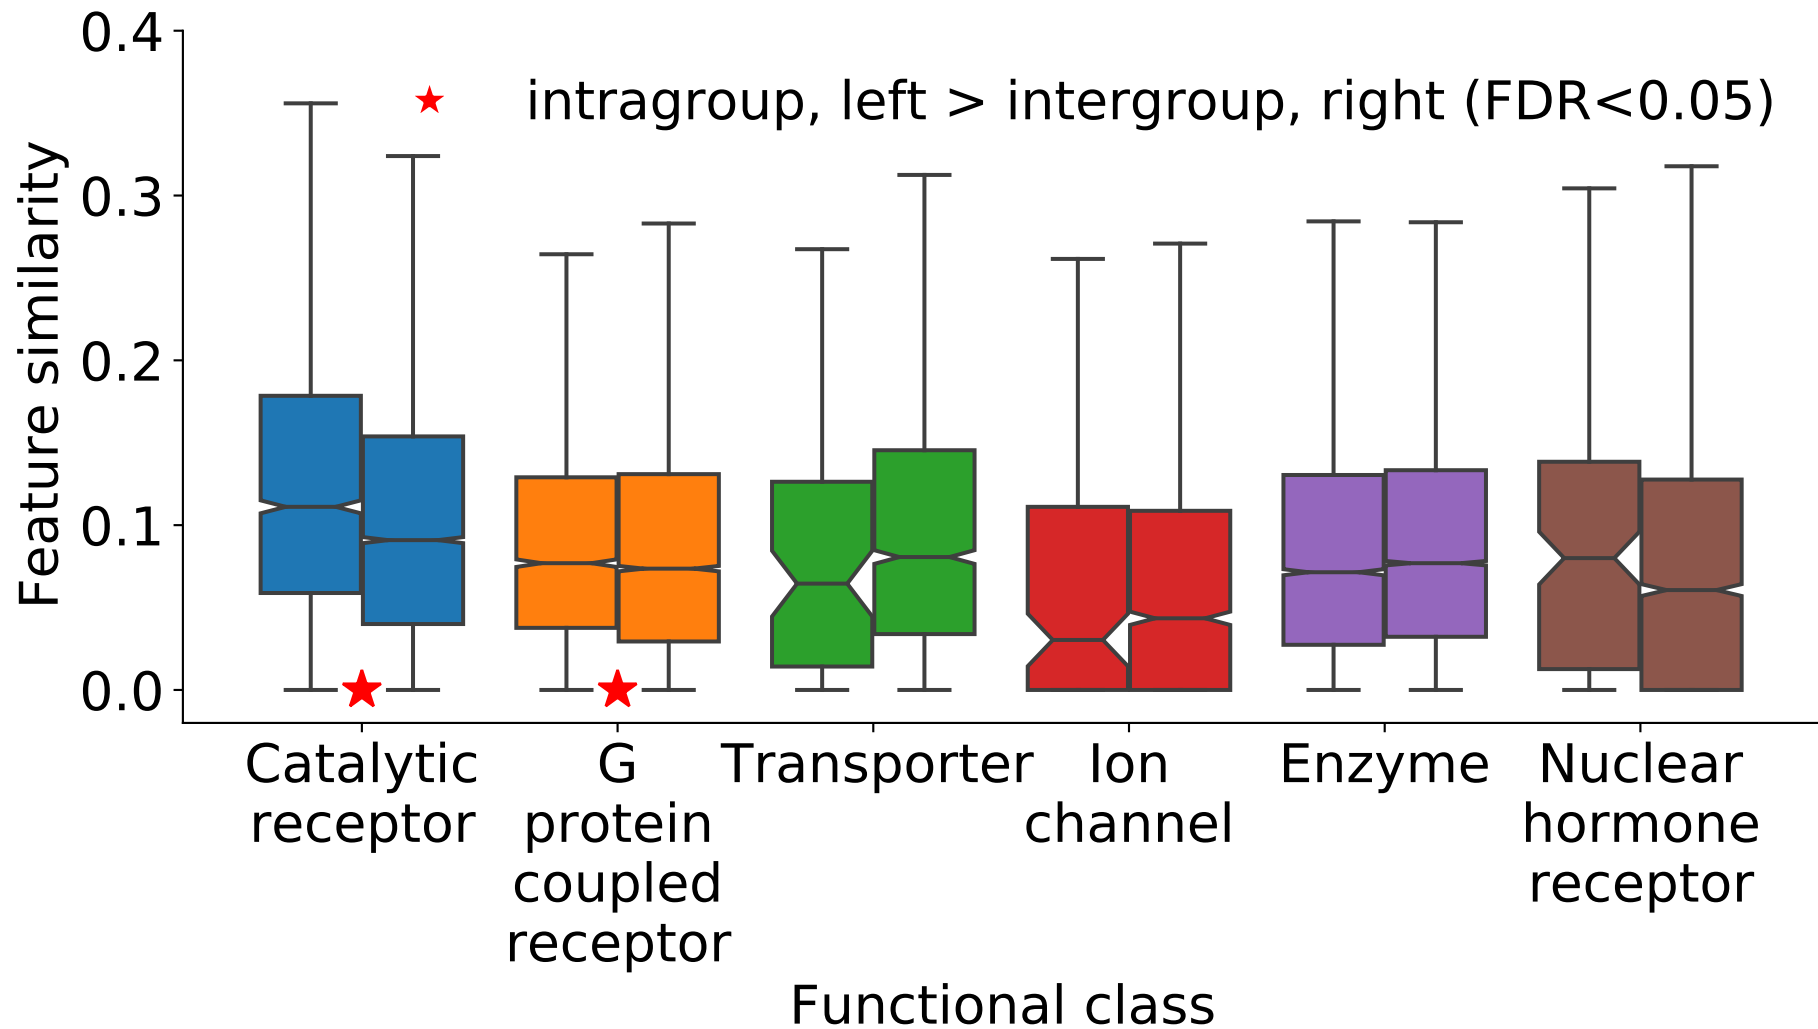 0.4
0.3
0.2
0.1
0.0
Feature similarity
intragroup, left > intergroup, right (FDR<0.05)
Catalytic
receptor
G
protein
coupled
receptor
Transporter
Ion
channel
Enzyme
Nuclear
hormone
receptor
Functional class